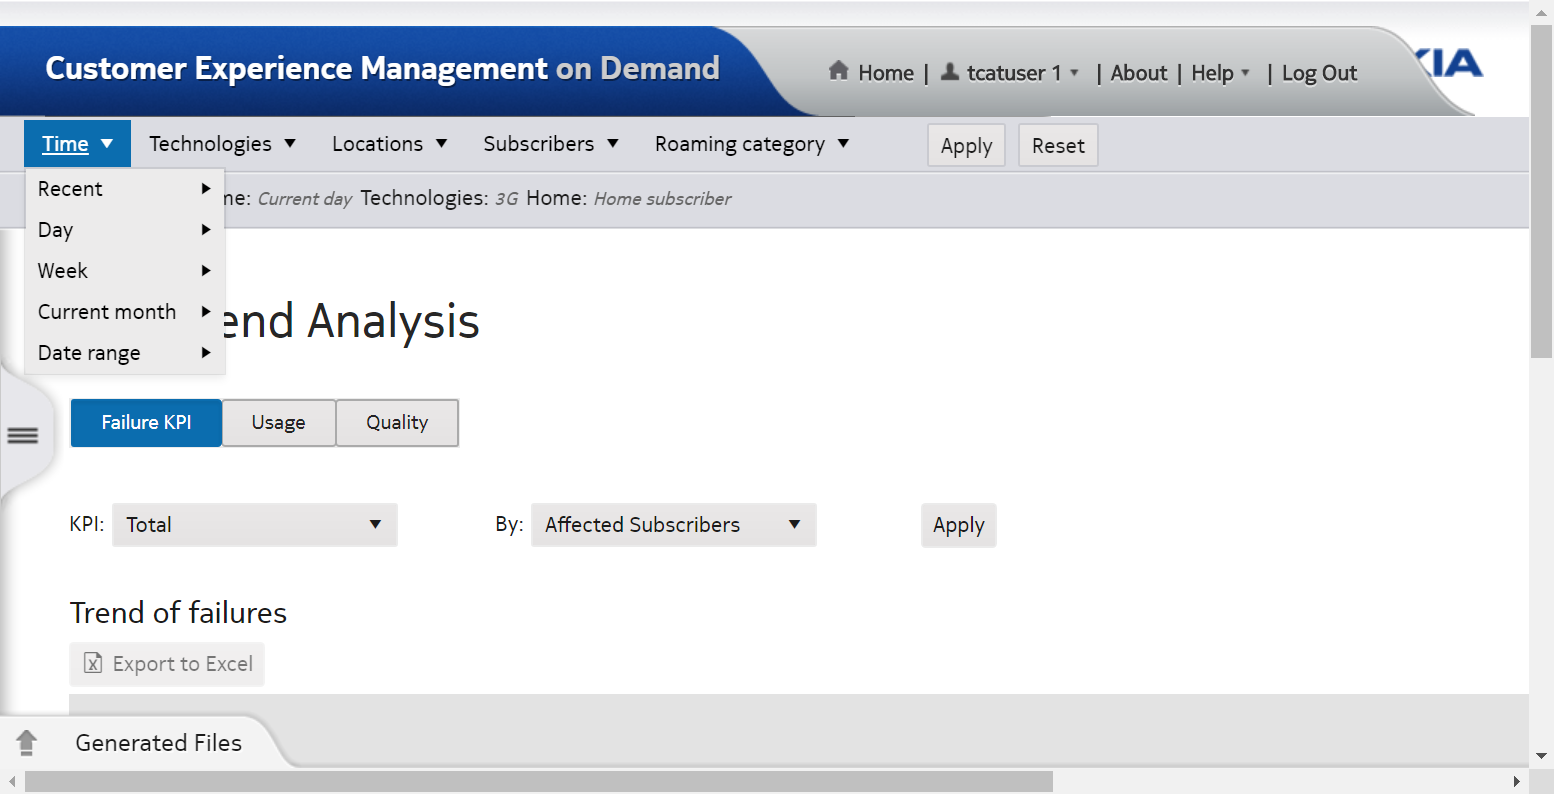 Customer Experience Management on Demand
Home | tcatuser 1 | About | Help | Log Out
KIA
Time Technologies Locations Subscribers Roaming category Apply Reset
me: Current day Technologies: 3G Home: Home subscriber
Recent
Day
Week
Current month
Date range
end Analysis
Failure KPI Usage Quality
KPI: Total By: Affected Subscribers Apply
Trend of failures
Export to Excel
Generated Files